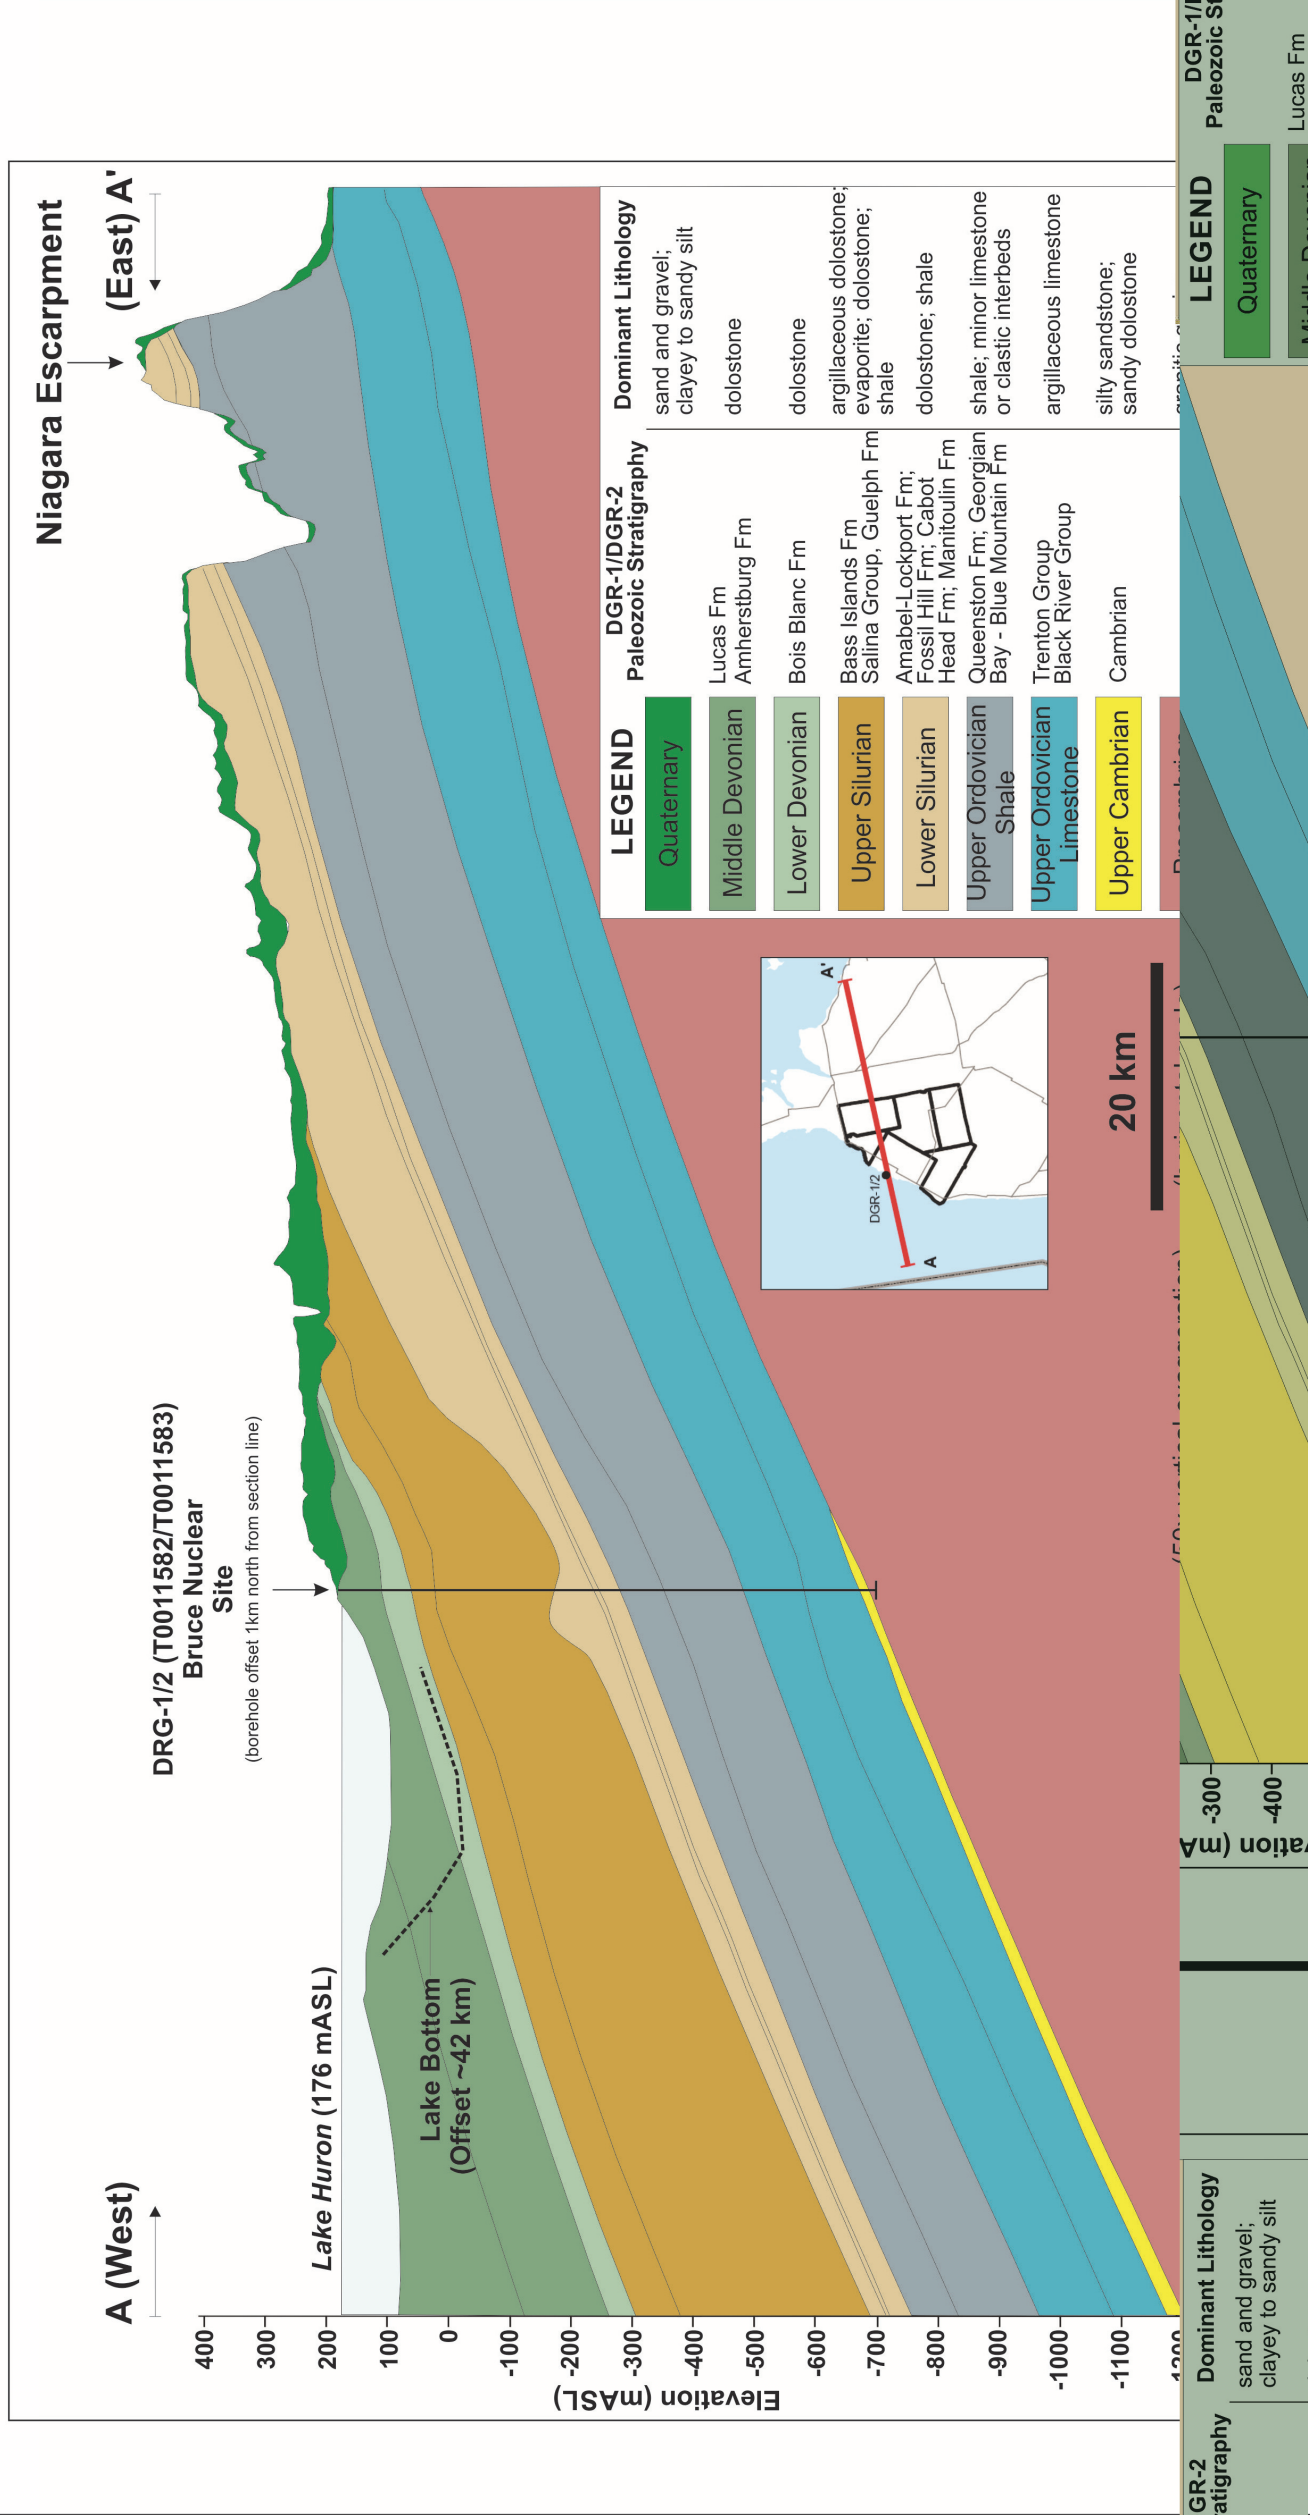 Niagara Escarpment
A (West)
(East) A'
DRG-1/2 (T001582/T0011583)
Bruce Nuclear
Site
(borehole offset 1km north from section line)
Lake Huron (176 mASL)
Lake Bottom
(Offset ~42 km)
Elevation (mASL)
400
300
200
100
0
-100
-200
-300
-400
-500
-600
-700
-800
-900
-1000
-1100
LEGEND
DGR-1/DGR-2
Paleozoic Stratigraphy
Dominant Lithology
Quaternary
sand and gravel;
clayey to sandy silt
Middle Devonian
Lucas Fm
Amherstburg Fm
dolostone
Lower Devonian
Bois Blanc Fm
dolostone
Upper Silurian
Bass Islands Fm
Salina Group, Guelph Fm
argillaceous dolostone;
evaporite; dolostone;
shale
Lower Silurian
Amabel-Lockport Fm;
Fossil Hill Fm; Cabot
Head Fm; Manitoulin Fm
dolostone; shale
Upper Ordovician
Shale
Queenston Fm; Georgian
Bay - Blue Mountain Fm
shale; minor limestone
or clastic interbeds
Upper Ordovician
Limestone
Trenton Group
Black River Group
argillaceous limestone
Upper Cambrian
Cambrian
silty sandstone;
sandy dolostone
A
A'
DGR-1/2
20 km
GR-2
atigraphy
Dominant Lithology
sand and gravel;
clayey to sandy silt
-300
-400
LEGEND
DGR-1/
Paleozoic St
Quaternary
Lucas Fm